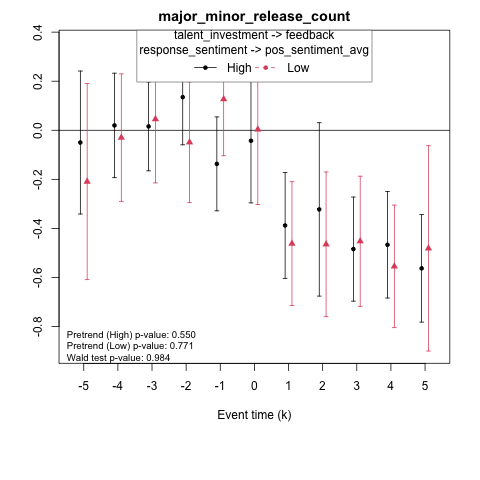 major_minor_release_count
talent_investment -> feedback
response_sentiment -> pos_sentiment_avg
High Low
0.4
0.2
0.0
-0.2
-0.4
-0.6
-0.8
Pretrend (High) p-value: 0.550
Pretrend (Low) p-value: 0.771
Wald test p-value: 0.984
-5 -4 -3 -2 -1 0 1 2 3 4 5
Event time (k)